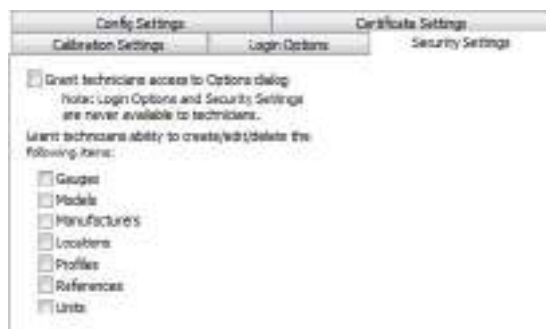 Config Settings
Certificate Settings
Calibration Settings
Login Options
Security Settings
Grant technicians access to Options dialog
Note: Login Options and Security Settings
are never available to technicians.
Grant technicians ability to create/edit/delete the
following items:
Gauges
Models
Manufacturers
Locations
Profiles
References
Units